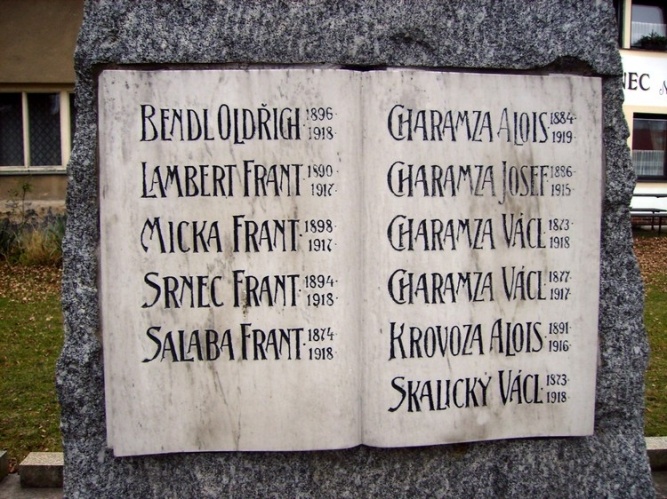 BENDL OLDŘICH 1896-1918
LAMBERT FRANT. 1890-1917
MICKA FRANT. 1898-1917
SRNEC FRANT. 1894-1918
SALABA FRANT. 1874-1918
CHARAMZA ALOIS 1884-1919
CHARAMZA JOSEF 1886-1915
CHARAMZA VÁCL. 1873-1918
CHARAMZA VÁCL. 1877-1917
KROVOZA ALOIS 1891-1916
SKALICKÝ VÁCL. 1873-1918
NEC